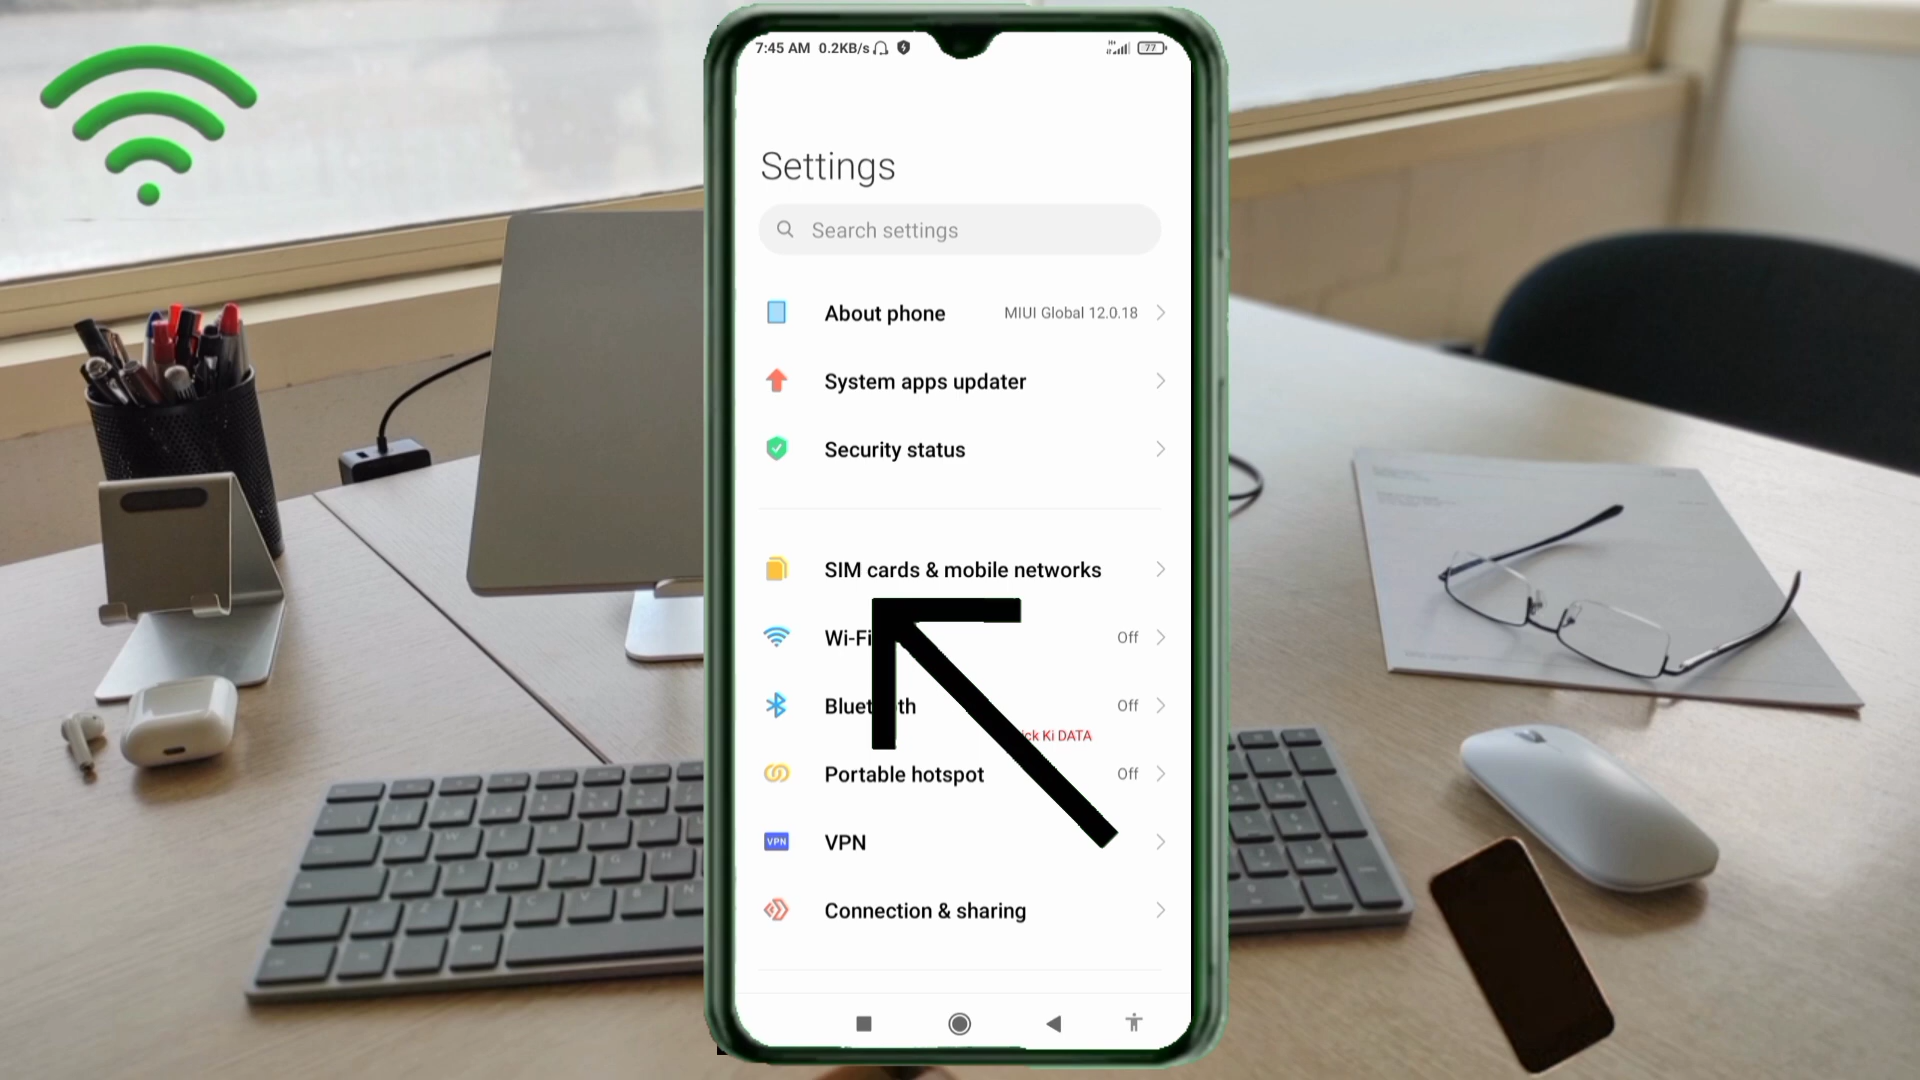 7:45 AM 0.2KB/s
77
Settings
Search settings
About phone MIUI Global 12.0.18
System apps updater
Security status
SIM cards & mobile networks
Wi-Fi Off
Off
Ki DATA
Portable hotspot Off
VPN VPN
Connection & sharing